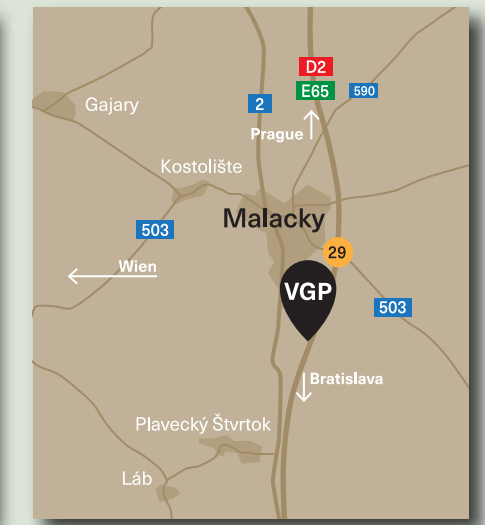 D2
E65
590
2
Gajary
Prague
Kostolište
Malacky
503
29
Wien
VGP
503
Bratislava
Plavecký Štvrtok
Láb